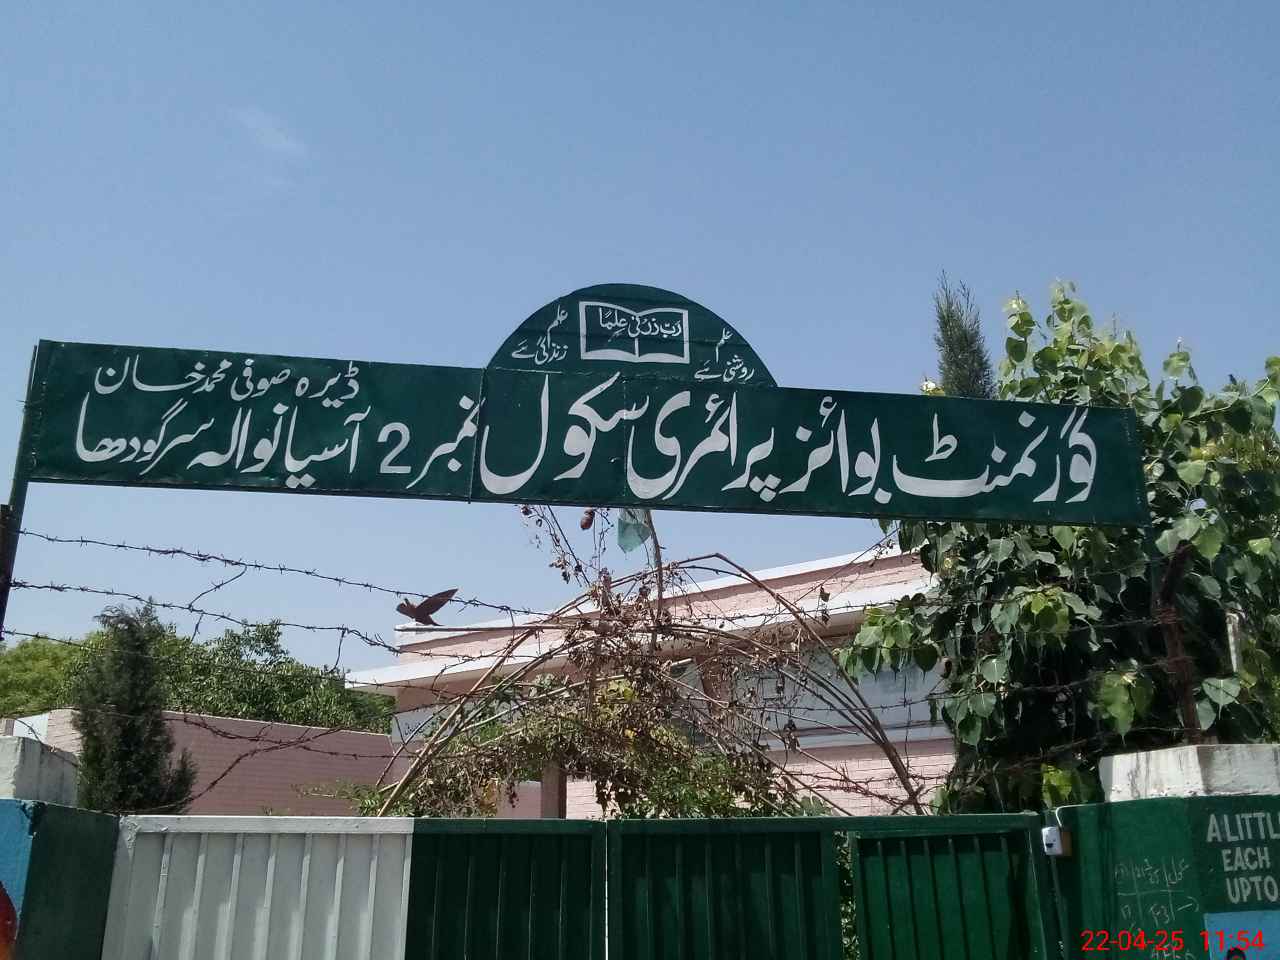 رَبِّ زِدْنِی عِلْمًا
علم روشنی ہے
علم زندگی ہے
گورنمنٹ بوائز پرائمری سکول نمبر 2 آسیانوالہ سرگودھا
ڈیرہ صوفی محمد خان
A LITTL
EACH
UPTO
22-04-25 11:54